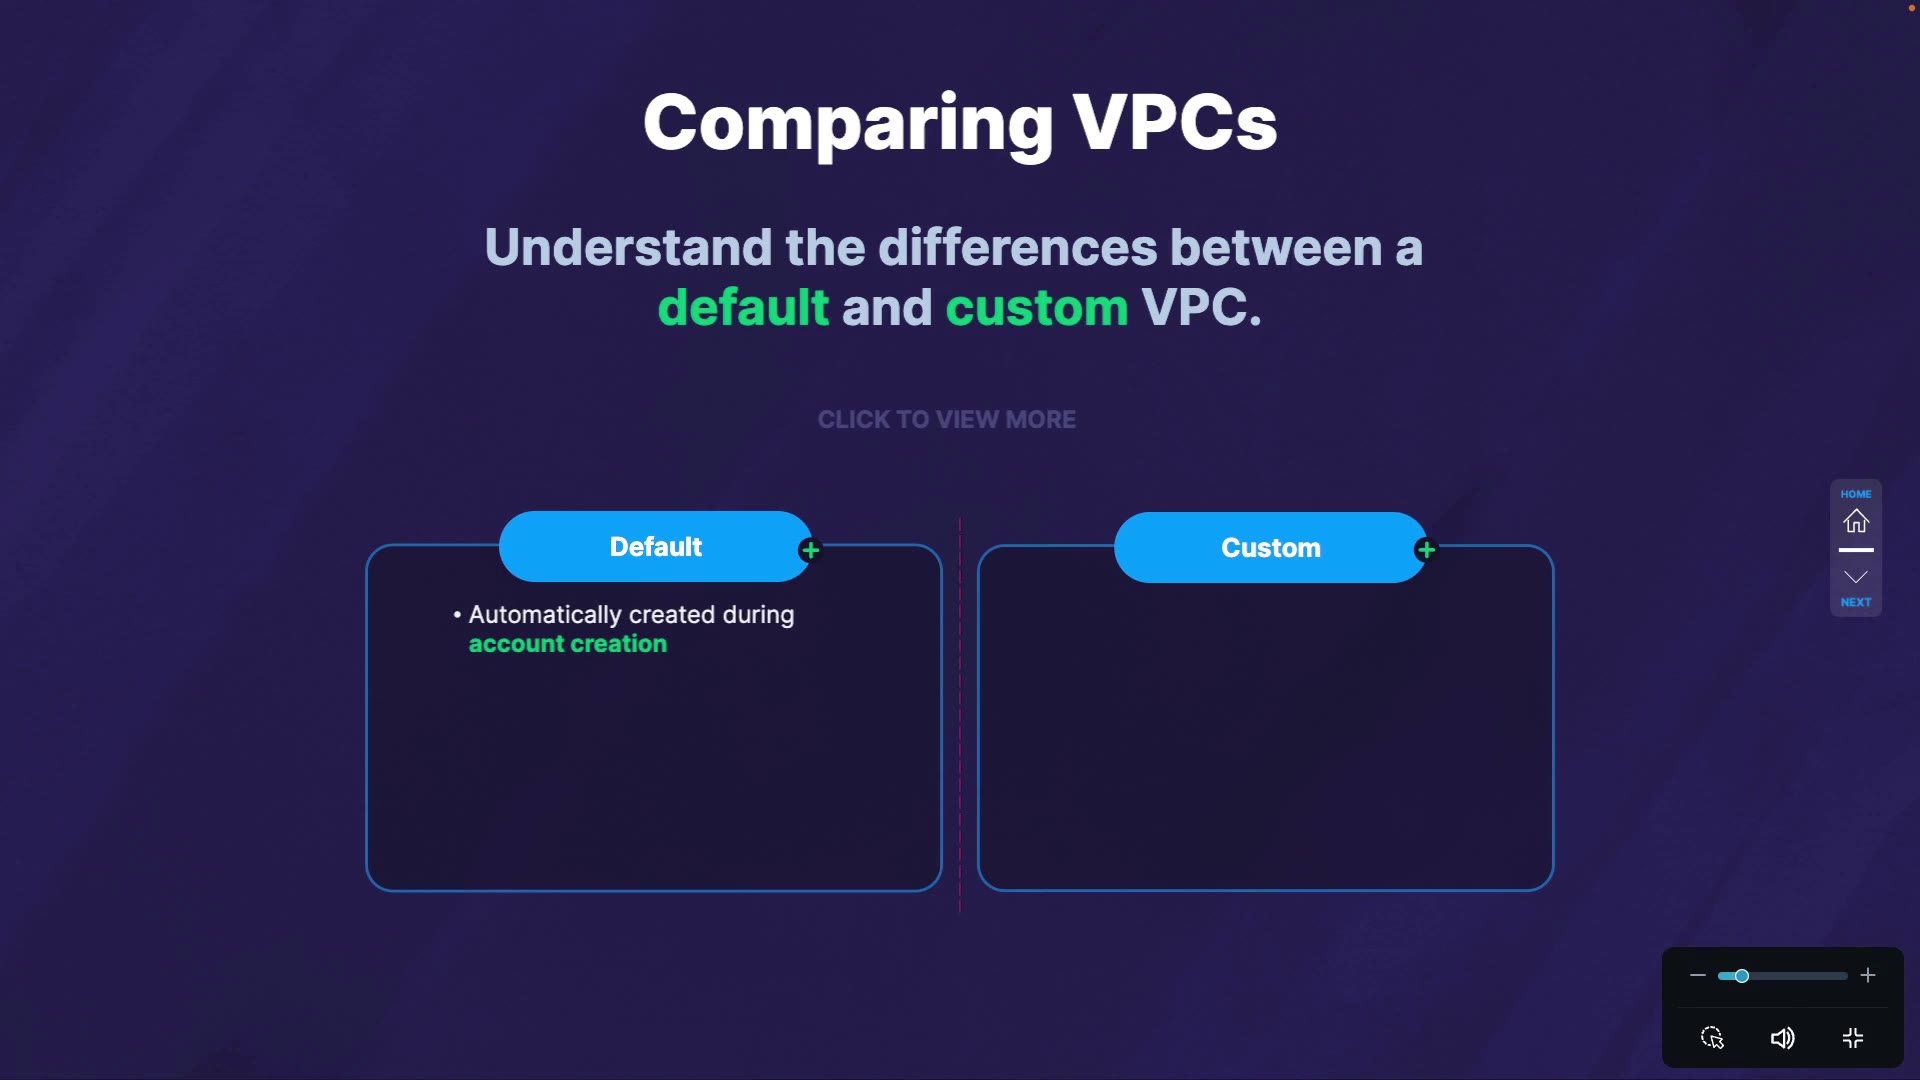 Comparing VPCs
Understand the differences between a
default and custom VPC.
CLICK TO VIEW MORE
Default
Custom
• Automatically created during
account creation
HOME
NEXT